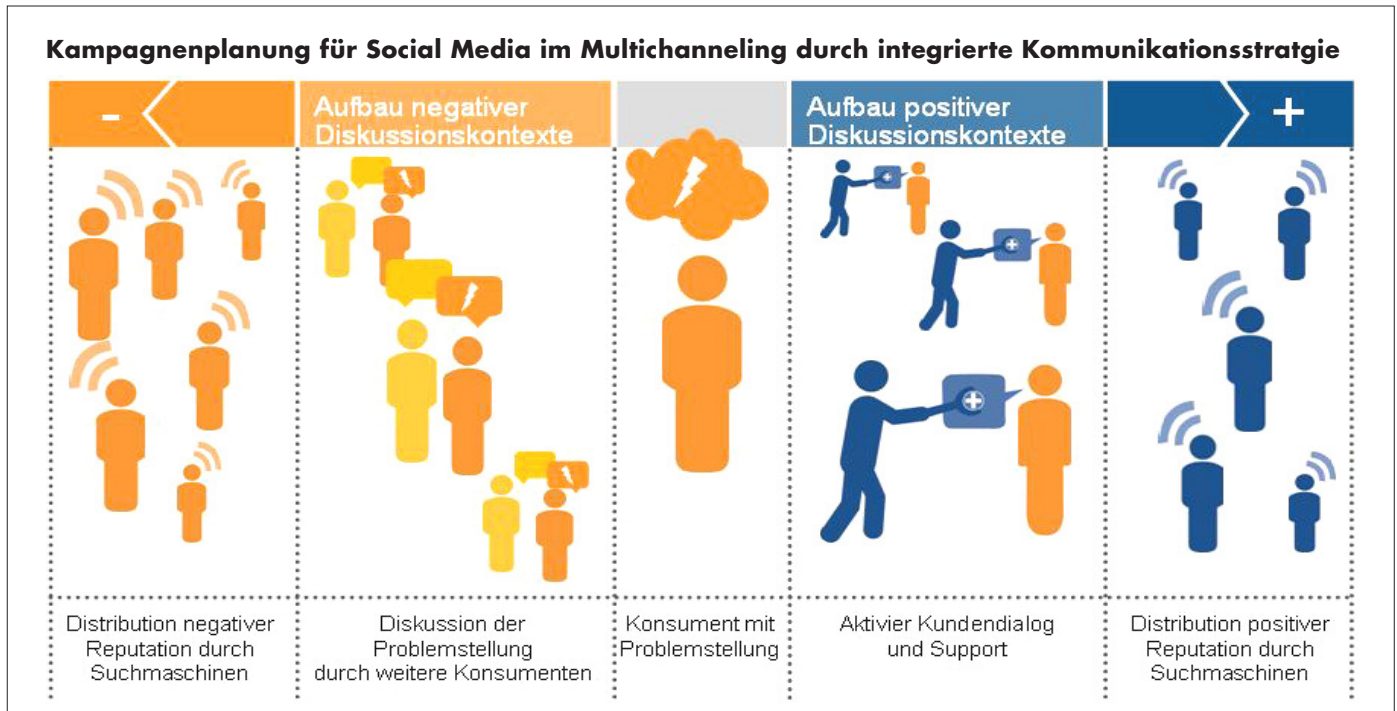 Kampagnenplanung für Social Media im Multichanneling durch integrierte Kommunikationsstratgie
-
Aufbau negativer
Diskussionskontexte
Aufbau positiver
Diskussionskontexte
+
Distribution negativer
Reputation durch
Suchmaschinen
Diskussion der
Problemstellung
durch weitere Konsumenten
Konsument mit
Problemstellung
Aktivier Kundendialog
und Support
Distribution positiver
Reputation durch
Suchmaschinen